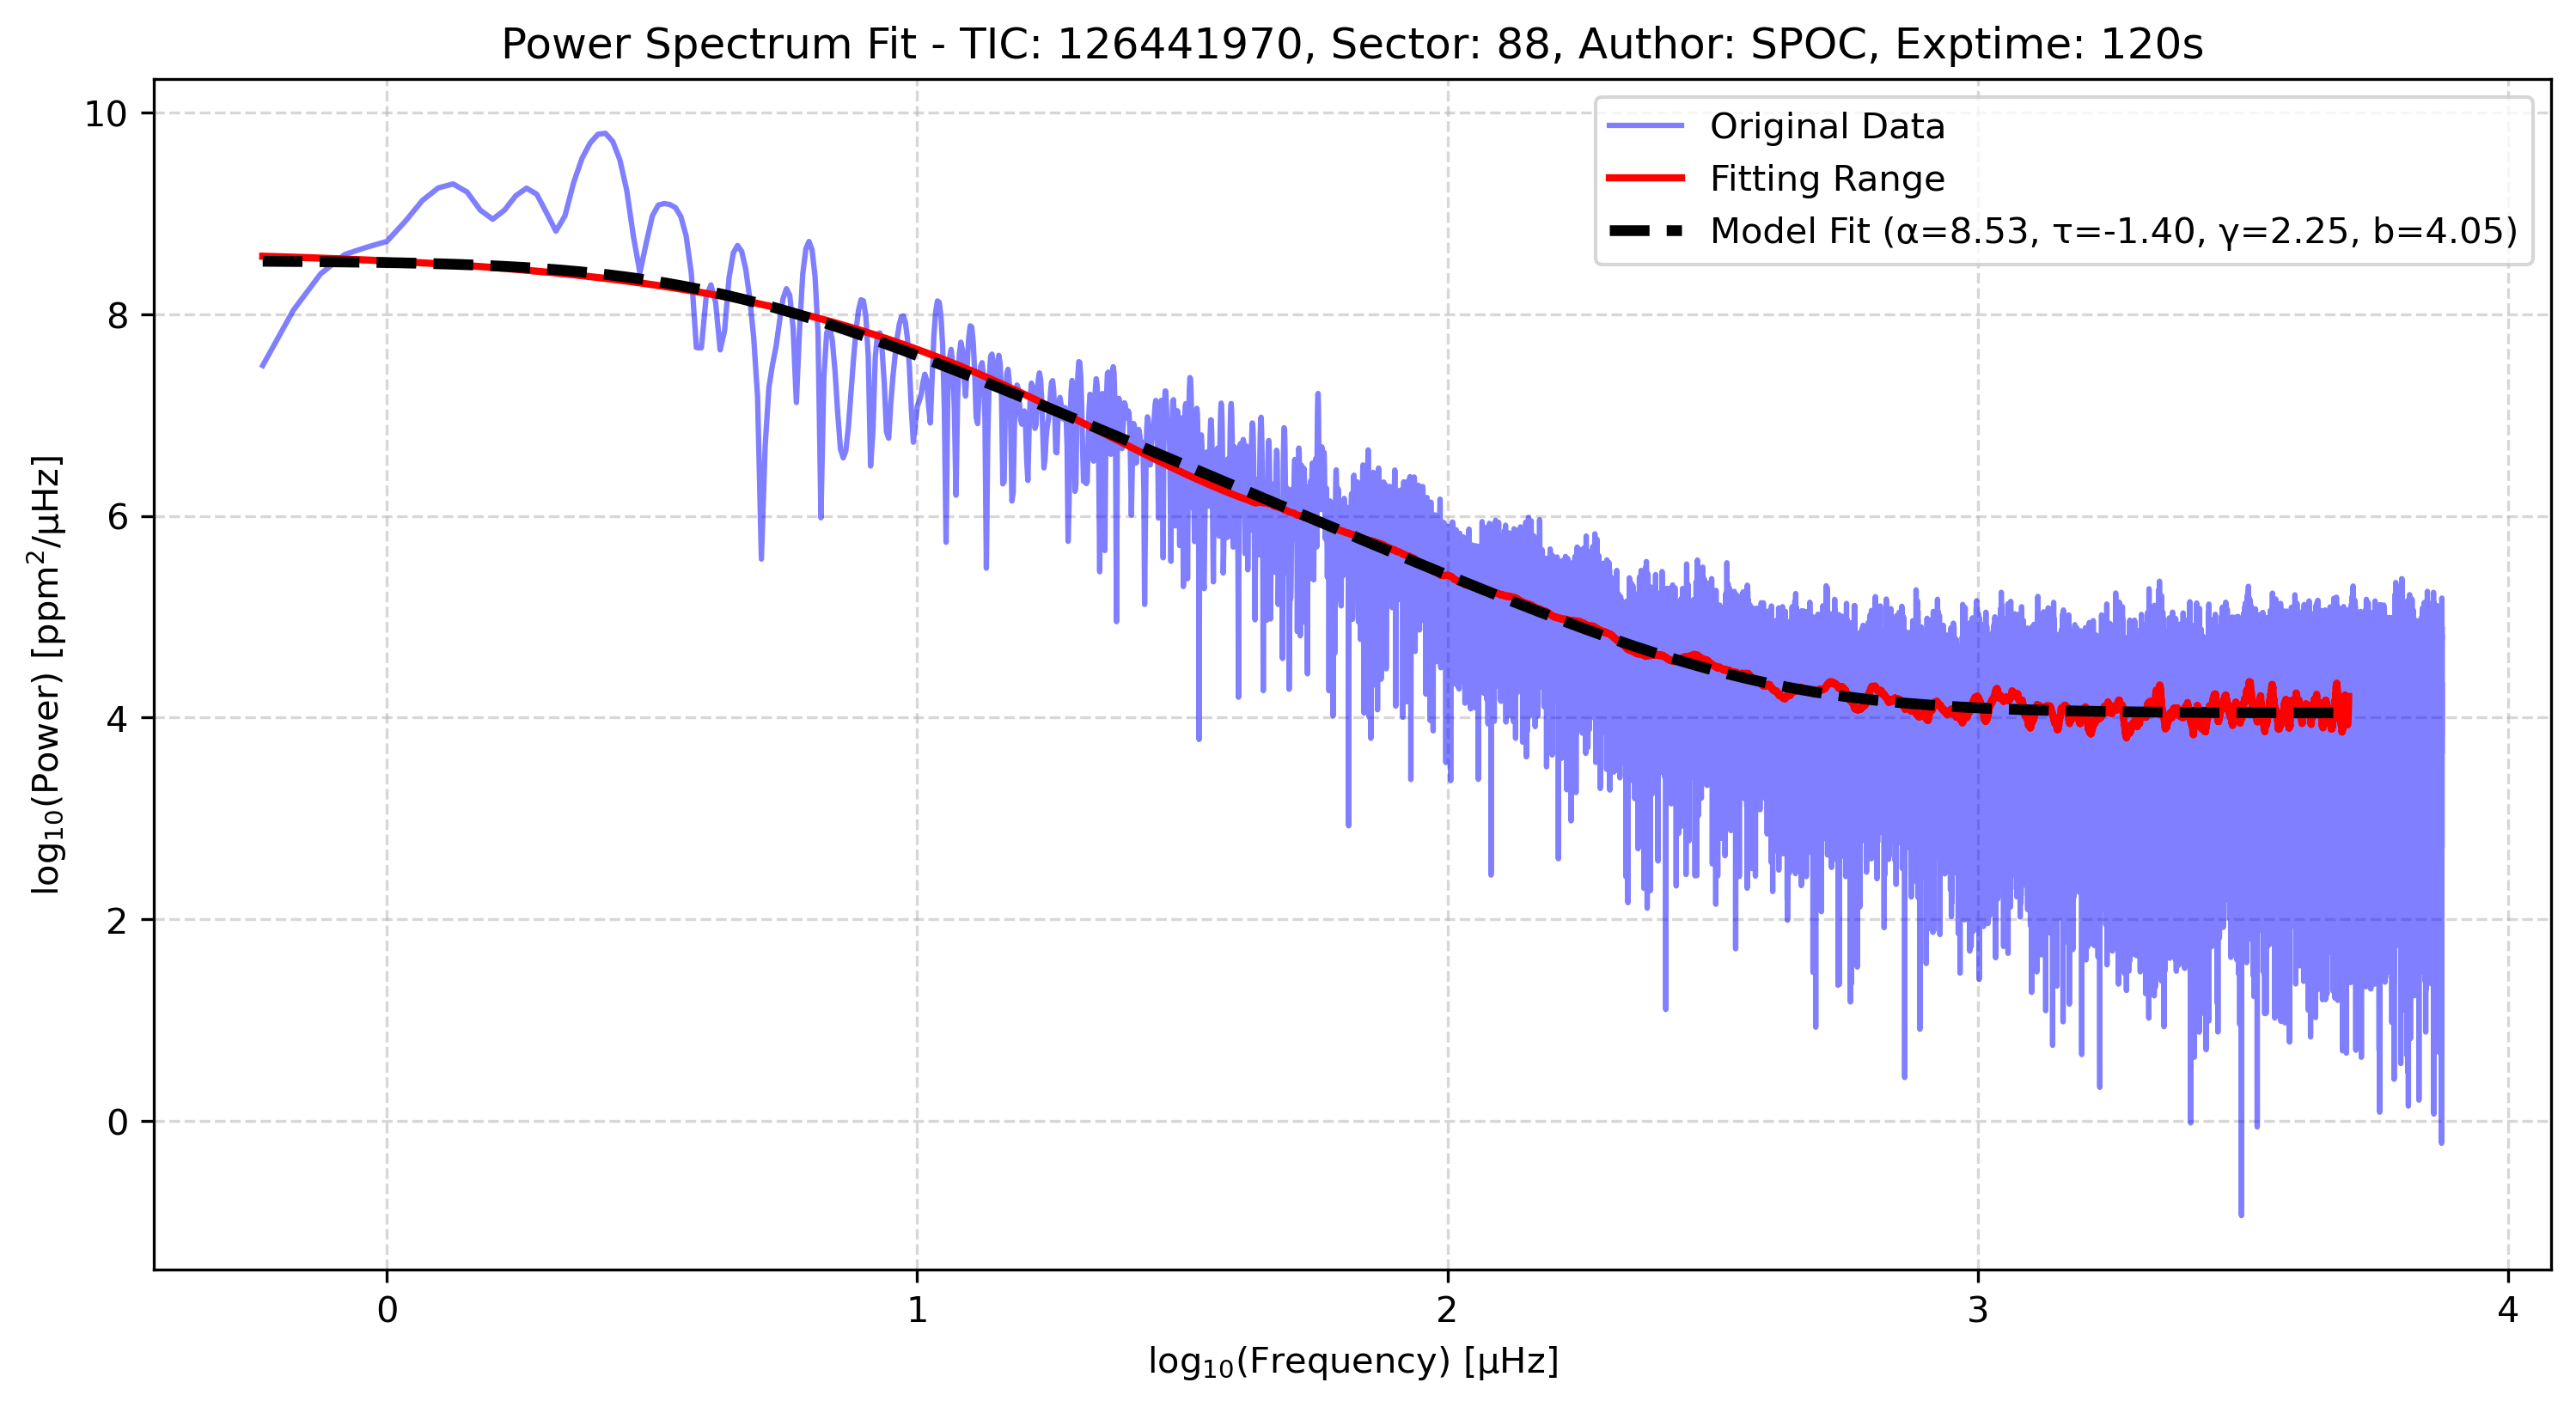 Power Spectrum Fit - TIC: 126441970, Sector: 88, Author: SPOC, Exptime: 120s
Original Data
Fitting Range
Model Fit (α=8.53, τ=-1.40, γ=2.25, b=4.05)
log₁₀(Power) [ppm²/μHz]
10
8
6
4
2
0
0 1 2 3 4
log₁₀(Frequency) [μHz]